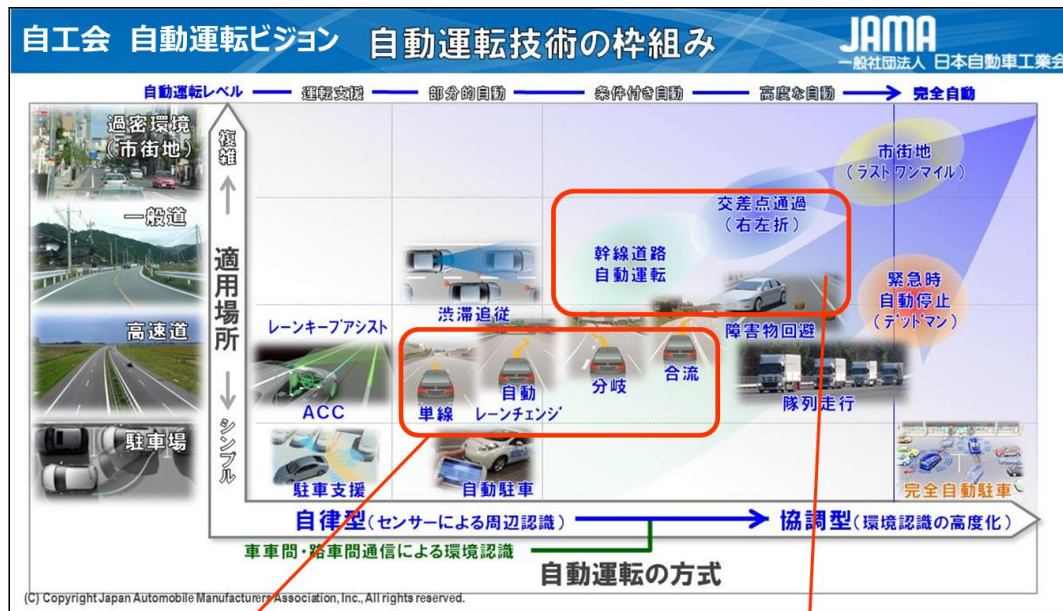 自工会 自動運転ビジョン
自動運転技術の枠組み
JAMA
一般社団法人 日本自動車工業会
自動運転レベル
運転支援
部分的自動
条件付き自動
高度な自動
完全自動
過密環境
(市街地)
一般道
高速道
駐車場
複雑
適用場所
シンプル
市街地
(ラストワンマイル)
交差点通過
(右左折)
幹線道路
自動運転
緊急時
自動停止
(デッドマン)
渋滞追従
障害物回避
レーンキープアシスト
ACC
単線
自動
レーンチェンジ
分岐
合流
隊列走行
駐車支援
自動駐車
完全自動駐車
自律型(センサーによる周辺認識)
協調型(環境認識の高度化)
車車間・路車間通信による環境認識
自動運転の方式
(C) Copyright Japan Automobile Manufacturers Association, Inc., All rights reserved.